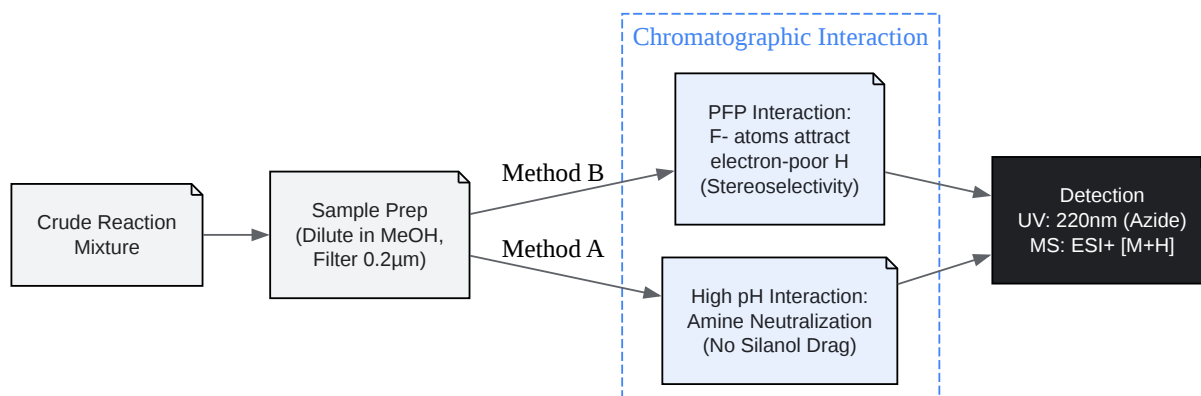 Chromatographic Interaction
Crude Reaction
Mixture
Sample Prep
(Dilute in MeOH,
Filter 0.2µm)
Method B
Method A
PFP Interaction:
F- atoms attract
electron-poor H
(Stereoselectivity)
High pH Interaction:
Amine Neutralization
(No Silanol Drag)
Detection
UV: 220nm (Azide)
MS: ESI+ [M+H]